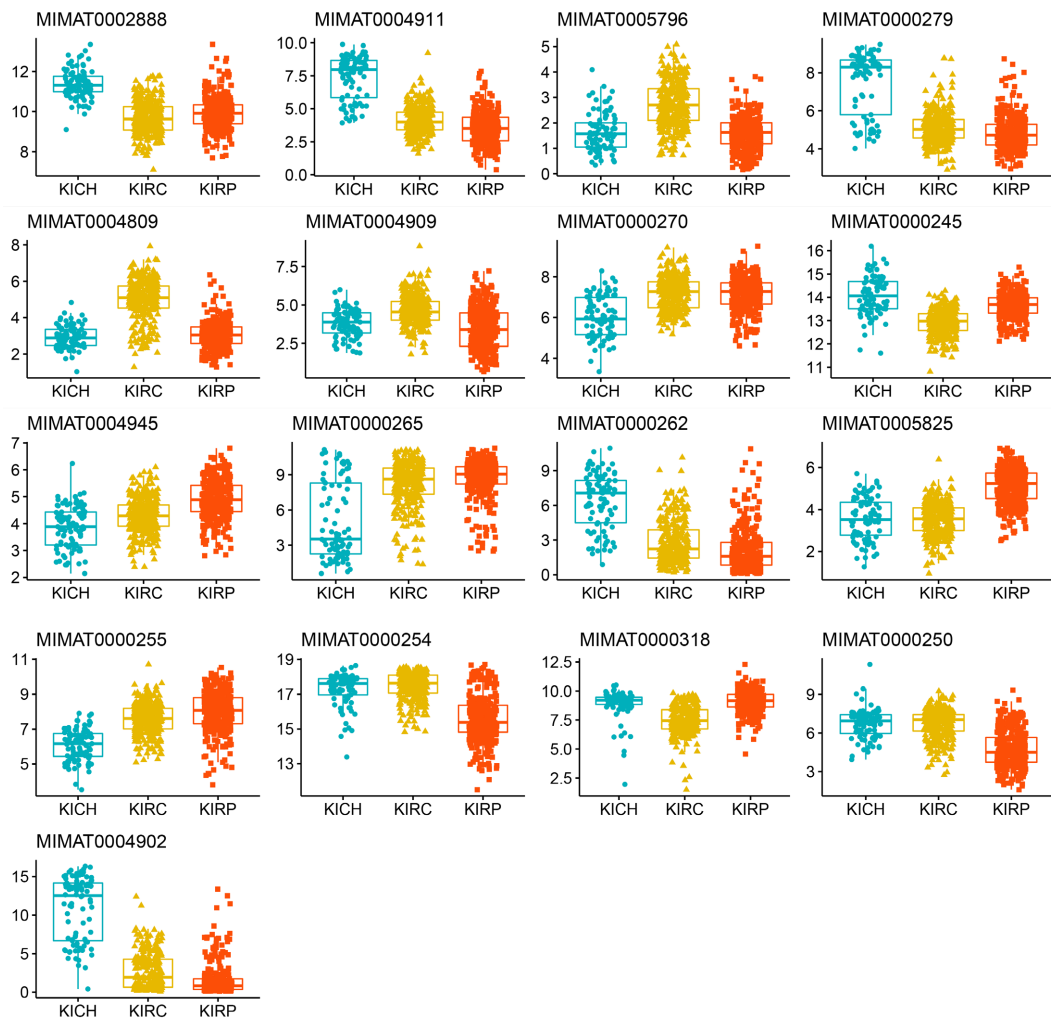 MIMAT0002888 MIMAT0004911 MIMAT0005796 MIMAT0000279
12 10 8
10.0 7.5 5.0 2.5 0.0
5 4 3 2 1 0
8 6 4
KICH KIRC KIRP KICH KIRC KIRP KICH KIRC KIRP KICH KIRC KIRP
MIMAT0004809 MIMAT0004909 MIMAT0000270 MIMAT0000245
8 6 4 2
7.5 5.0 2.5
8 6 4
16 15 14 13 12 11
KICH KIRC KIRP KICH KIRC KIRP KICH KIRC KIRP KICH KIRC KIRP
MIMAT0004945 MIMAT0000265 MIMAT0000262 MIMAT0005825
7 6 5 4 3 2
9 6 3
9 6 3 0
6 4 2
KICH KIRC KIRP KICH KIRC KIRP KICH KIRC KIRP KICH KIRC KIRP
MIMAT0000255 MIMAT0000254 MIMAT0000318 MIMAT0000250
11 9 7 5
19 17 15 13
12.5 10.0 7.5 5.0 2.5
9 6 3
KICH KIRC KIRP KICH KIRC KIRP KICH KIRC KIRP KICH KIRC KIRP
MIMAT0004902
15 10 5 0
KICH KIRC KIRP